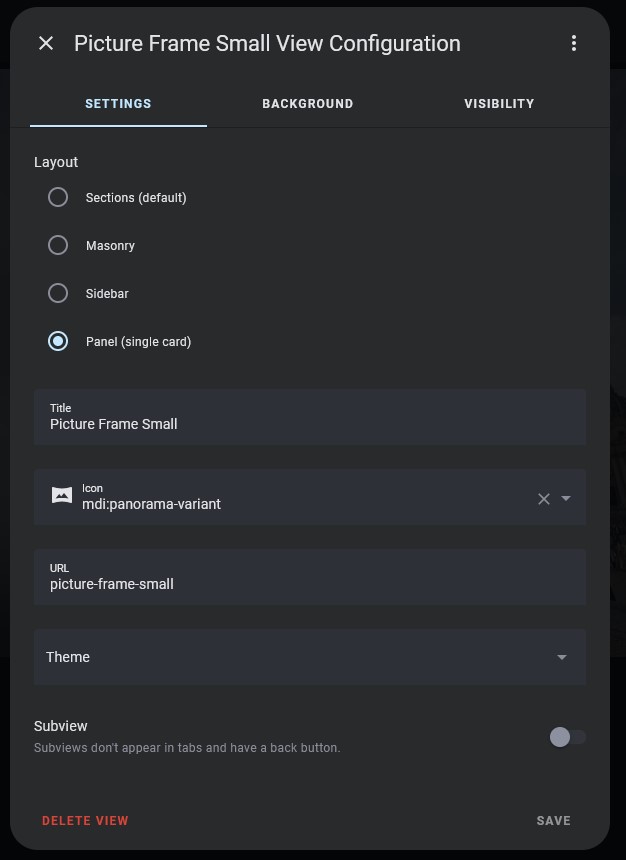 Picture Frame Small View Configuration
SETTINGS
BACKGROUND
VISIBILITY
Layout
Sections (default)
Masonry
Sidebar
Panel (single card)
Title
Picture Frame Small
Icon
mdi:panorama-variant
URL
picture-frame-small
Theme
Subview
Subviews don't appear in tabs and have a back button.
DELETE VIEW
SAVE